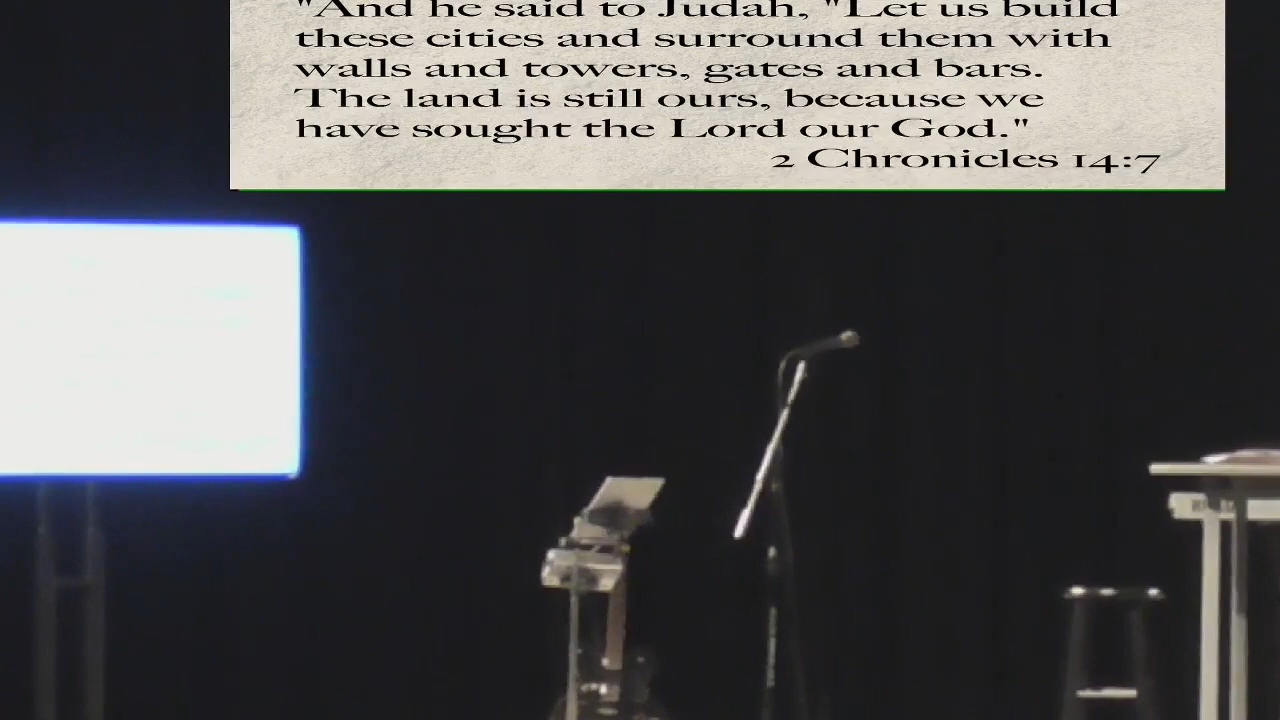 "And he said to Judah, "Let us build
these cities and surround them with
walls and towers, gates and bars.
The land is still ours, because we
have sought the Lord our God."
2 Chronicles 14:7